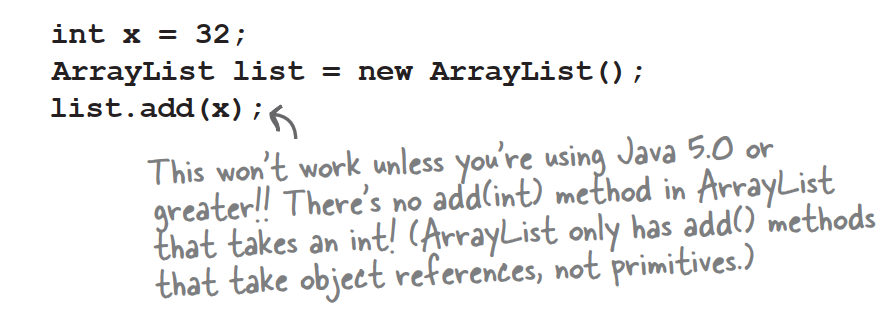 int x = 32;
ArrayList list = new ArrayList();
list.add(x);
This won't work unless you're using Java 5.0 or
greater!! There's no add(int) method in ArrayList
that takes an int! (ArrayList only has add() methods
that take object references, not primitives.)